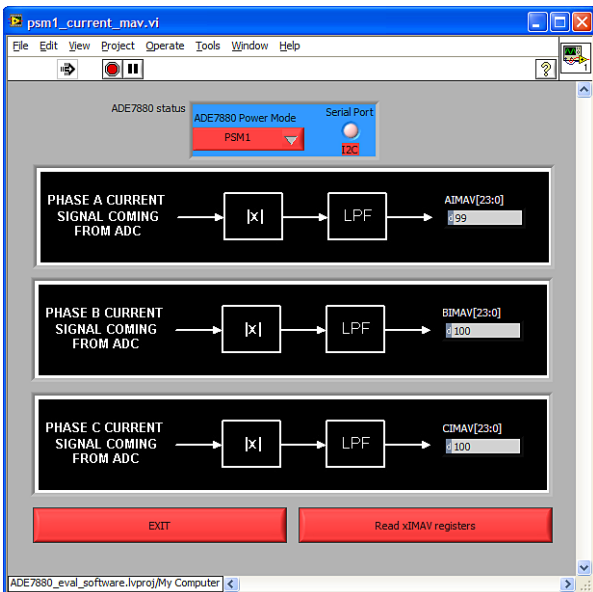 psm1_current_mav.vi
File Edit View Project Operate Tools Window Help
?
1
ADE7880 status
ADE7880 Power Mode
Serial Port
PSM1
I2C
PHASE A CURRENT
SIGNAL COMING
FROM ADC
|x|
LPF
AIMAV[23:0]
d 99
PHASE B CURRENT
SIGNAL COMING
FROM ADC
|x|
LPF
BIMAV[23:0]
d 100
PHASE C CURRENT
SIGNAL COMING
FROM ADC
|x|
LPF
CIMAV[23:0]
d 100
EXIT
Read xIMAV registers
ADE7880_eval_software.lvproj/My Computer